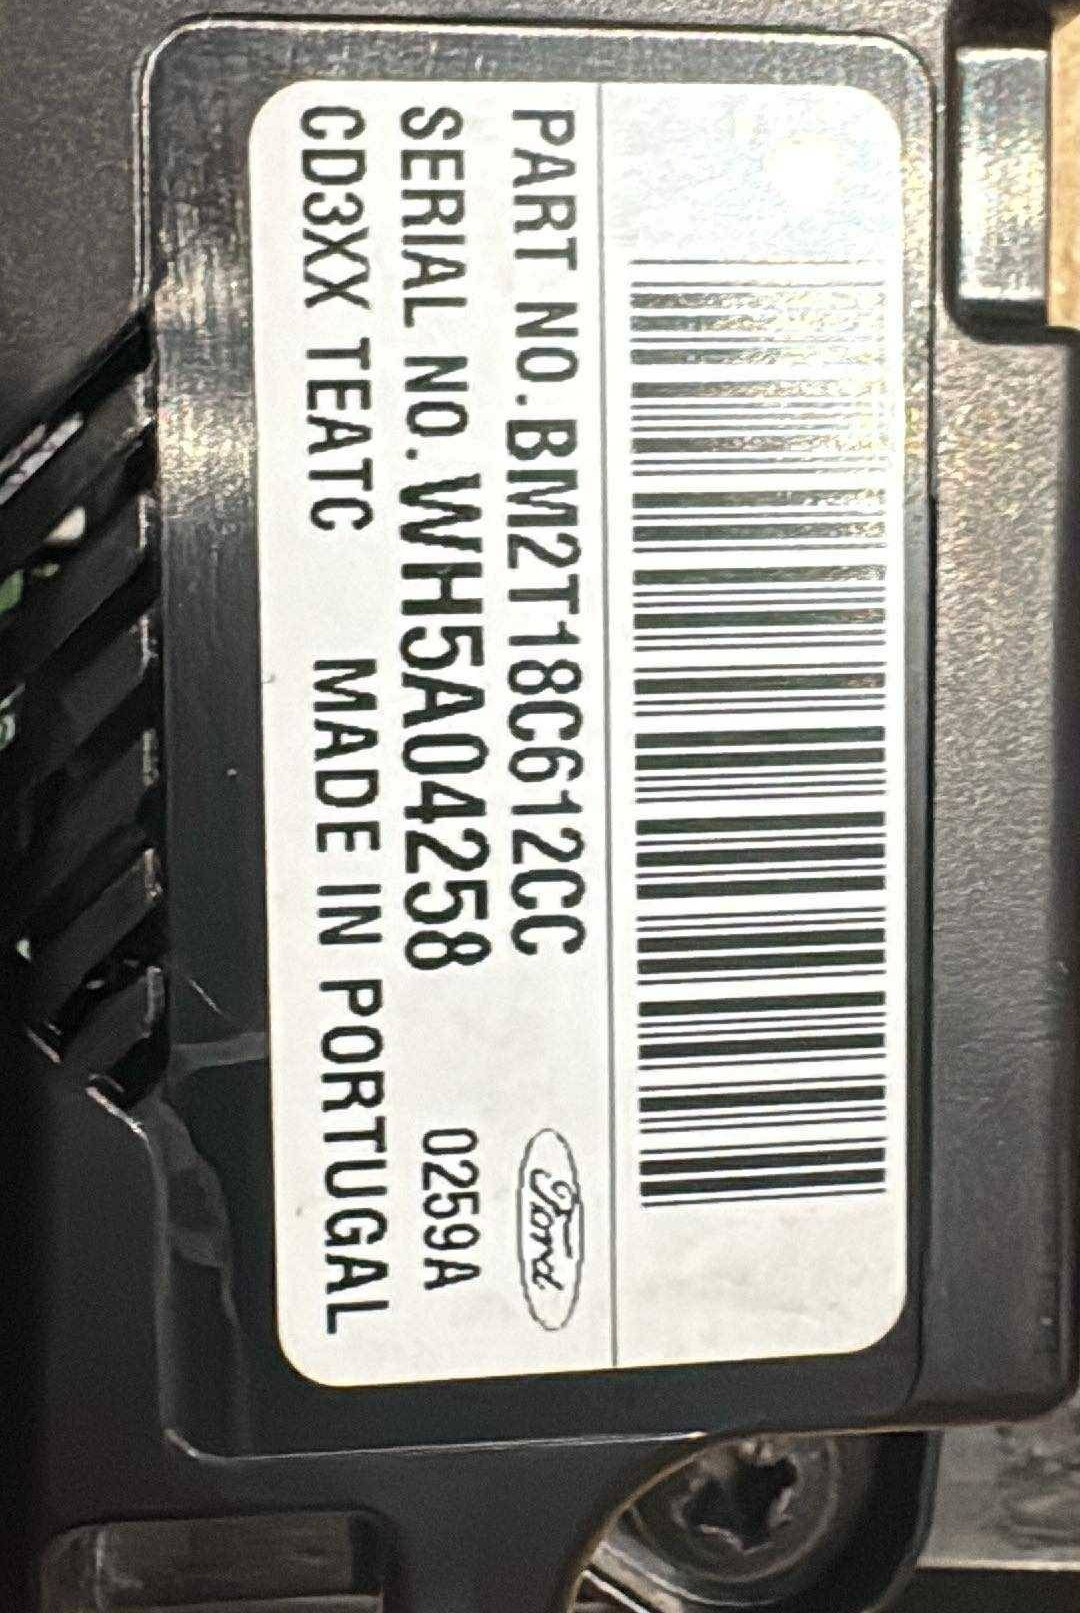 PART NO.BM2T18C612CC Ford
SERIAL NO.WH5A04258 0259A
CD3XX TEATC MADE IN PORTUGAL